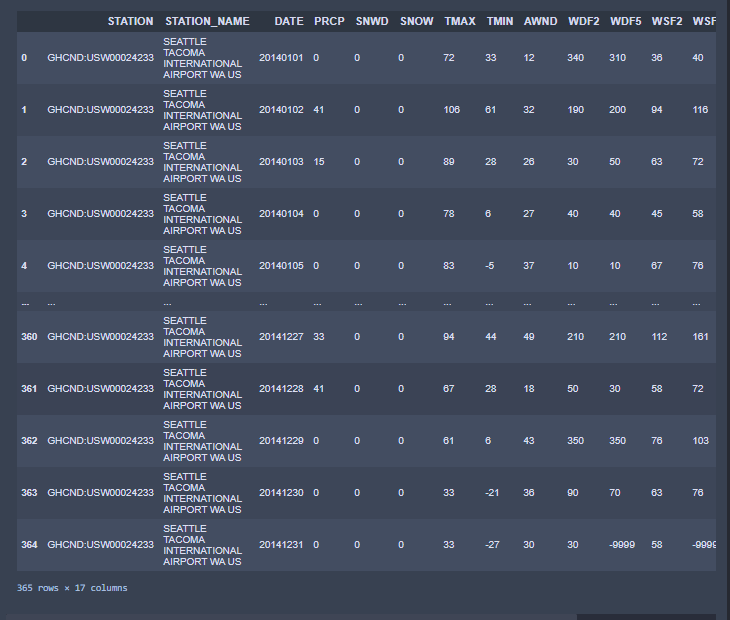 STATION STATION_NAME DATE PRCP SNWD SNOW TMAX TMIN AWND WDF2 WDF5 WSF2 WSF
0 GHCND:USW00024233 SEATTLE TACOMA INTERNATIONAL AIRPORT WA US 20140101 0 0 0 72 33 12 340 310 36 40
1 GHCND:USW00024233 SEATTLE TACOMA INTERNATIONAL AIRPORT WA US 20140102 41 0 0 106 61 32 190 200 94 116
2 GHCND:USW00024233 SEATTLE TACOMA INTERNATIONAL AIRPORT WA US 20140103 15 0 0 89 28 26 30 50 63 72
3 GHCND:USW00024233 SEATTLE TACOMA INTERNATIONAL AIRPORT WA US 20140104 0 0 0 78 6 27 40 40 45 58
4 GHCND:USW00024233 SEATTLE TACOMA INTERNATIONAL AIRPORT WA US 20140105 0 0 0 83 -5 37 10 10 67 76
... ... ... ... ... ... ... ... ... ... ... ... ... ...
360 GHCND:USW00024233 SEATTLE TACOMA INTERNATIONAL AIRPORT WA US 20141227 33 0 0 94 44 49 210 210 112 161
361 GHCND:USW00024233 SEATTLE TACOMA INTERNATIONAL AIRPORT WA US 20141228 41 0 0 67 28 18 50 30 58 72
362 GHCND:USW00024233 SEATTLE TACOMA INTERNATIONAL AIRPORT WA US 20141229 0 0 0 61 6 43 350 350 76 103
363 GHCND:USW00024233 SEATTLE TACOMA INTERNATIONAL AIRPORT WA US 20141230 0 0 0 33 -21 36 90 70 63 76
364 GHCND:USW00024233 SEATTLE TACOMA INTERNATIONAL AIRPORT WA US 20141231 0 0 0 33 -27 30 30 -9999 58 -9999
365 rows × 17 columns